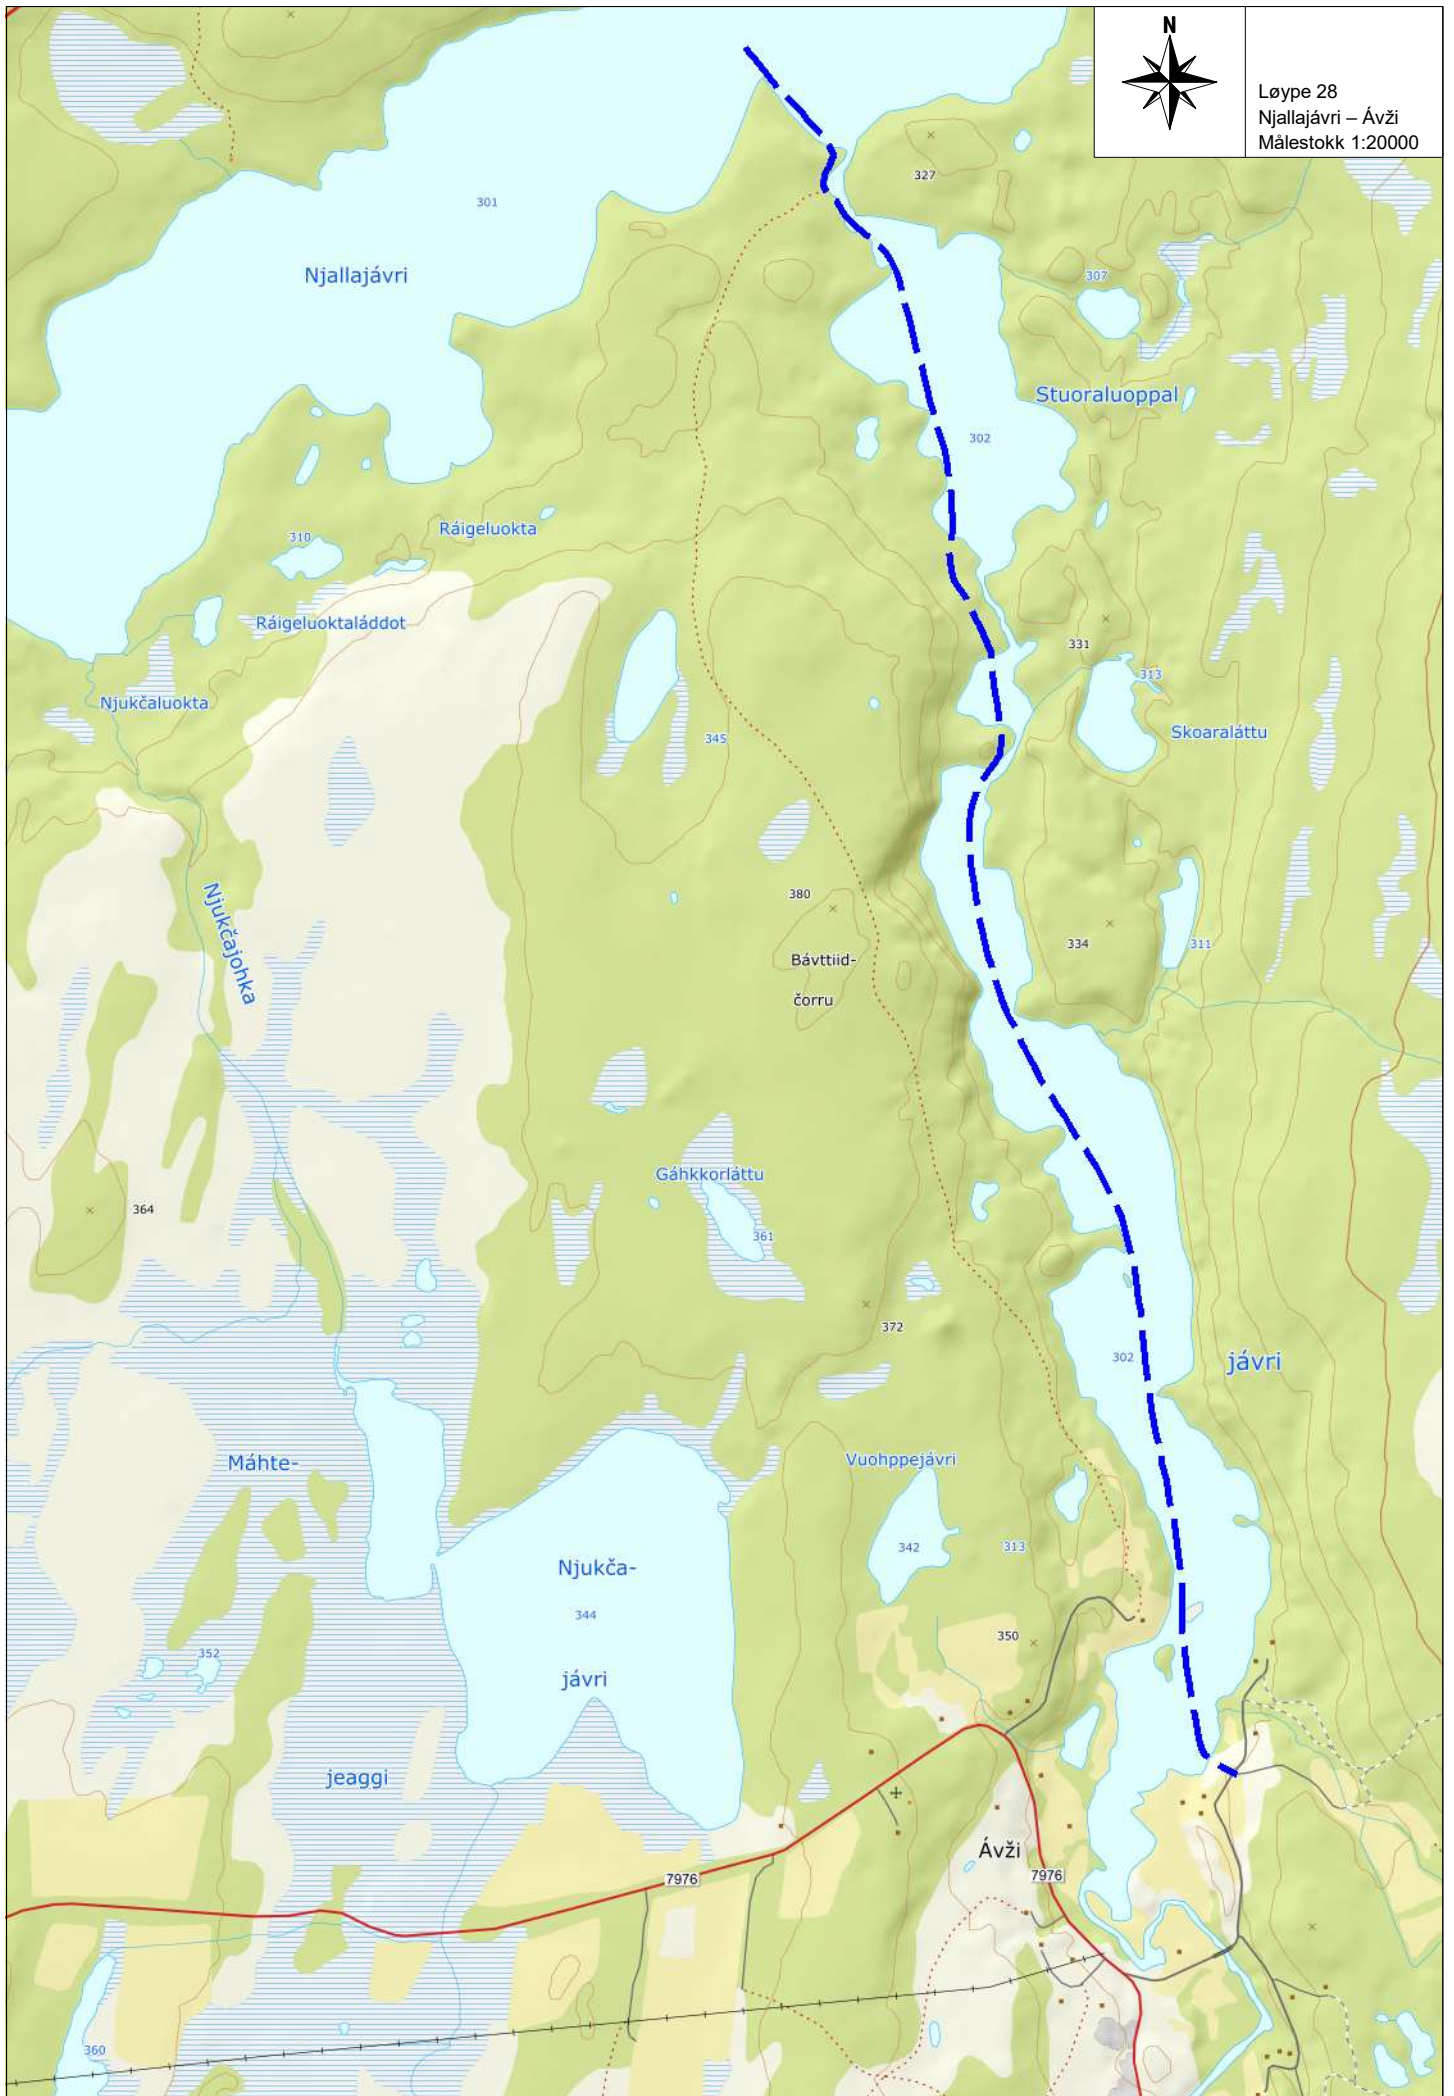 N
Løype 28
Njallajávri – Ávži
Målestokk 1:20000
327
301
Njallajávri
307
Stuoraluoppal
302
Ráigeluokta
310
Ráigeluoktaláddot
331
313
Njukčaluokta
Skoaraláttu
345
380
Njukčajohka
334
311
Bávttiid-
čorru
Gáhkkorláttu
364
361
372
302
jávri
Máhte-
Vuohppejávri
342
313
Njukča-
344
350
352
jávri
jeaggi
Ávži
7976
7976
360